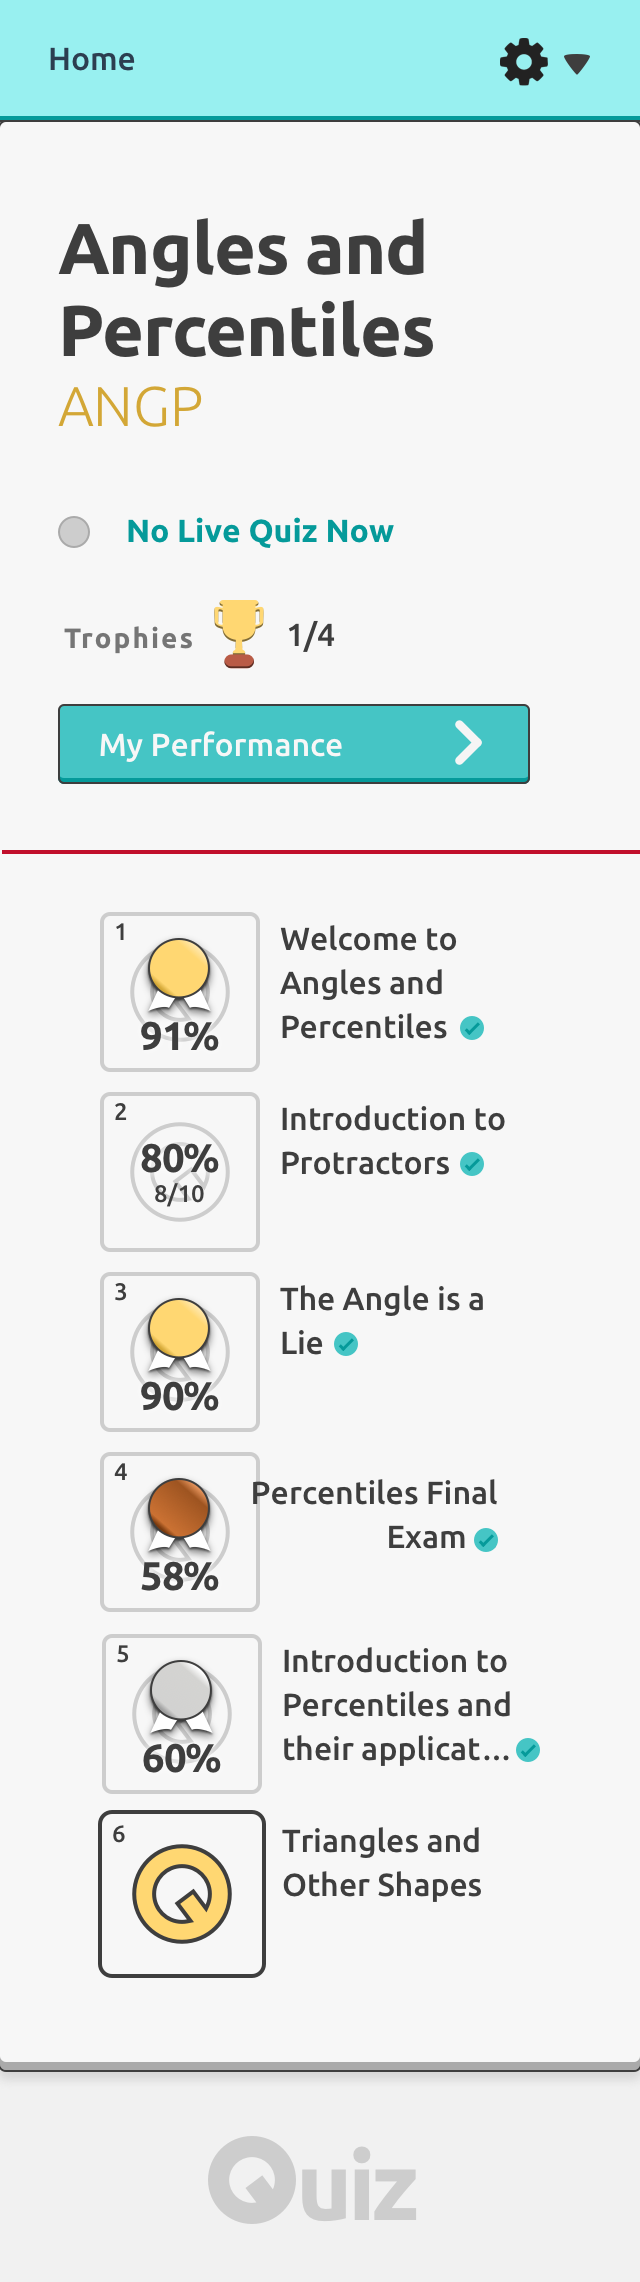 Home
Angles and
Percentiles
ANGP
No Live Quiz Now
Trophies 1/4
My Performance
1
91%
Welcome to
Angles and
Percentiles
2
80%
8/10
Introduction to
Protractors
3
90%
The Angle is a
Lie
4
58%
Percentiles Final
Exam
5
60%
Introduction to
Percentiles and
their applicat...
6
Triangles and
Other Shapes
Quiz